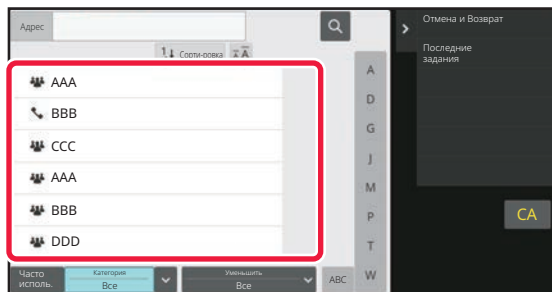 Адрес
Сорти-ровка
AAA
BBB
CCC
AAA
BBB
DDD
A
D
G
J
M
P
T
W
Часто
исполь.
Категория
Все
Уменьшить
Все
ABC
Отмена и Возврат
Последние
задания
CA